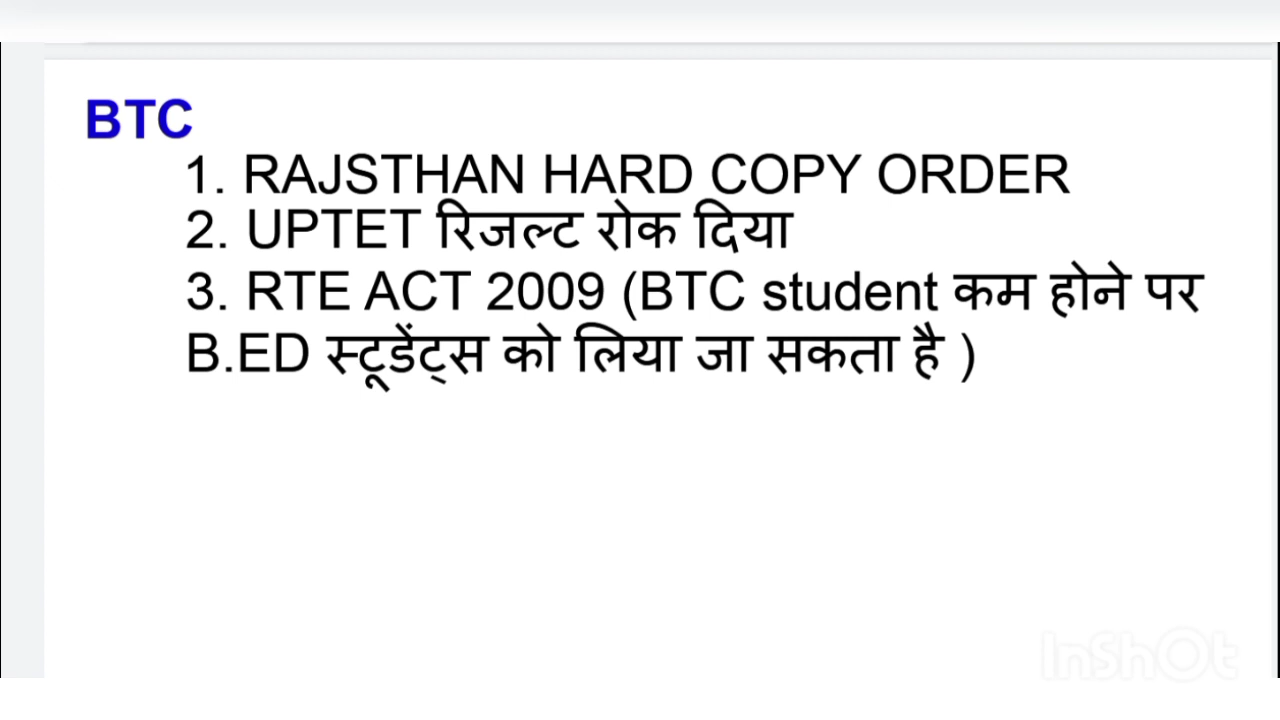 BTC
1. RAJSTHAN HARD COPY ORDER
2. UPTET रिजल्ट रोक दिया
3. RTE ACT 2009 (BTC student कम होने पर
B.ED स्टूडेंट्स को लिया जा सकता है )
InShOt